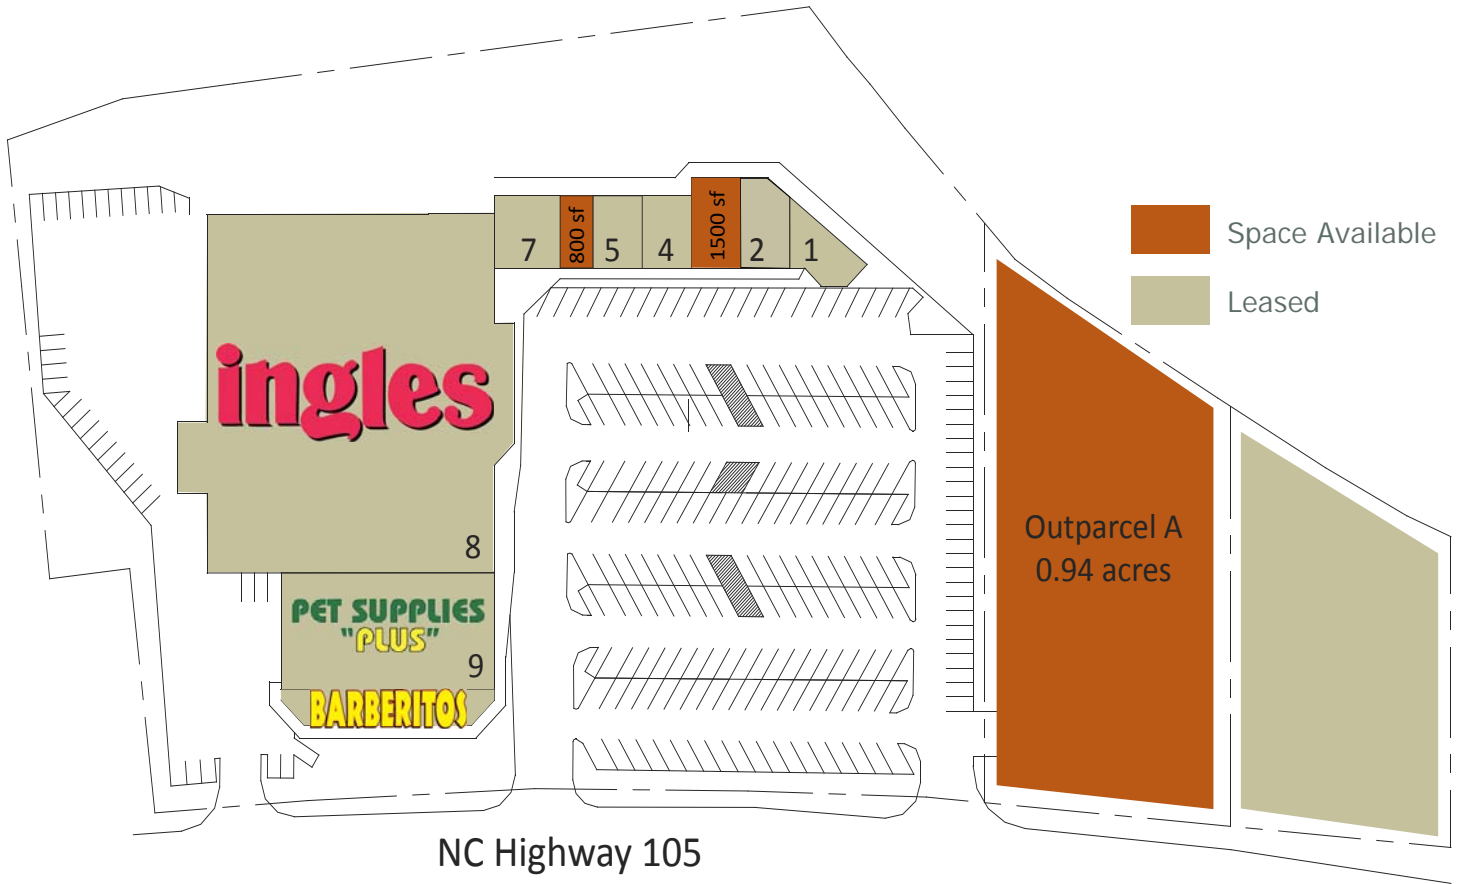 7
800 sf
5
4
1500 sf
2
1
Space Available
Leased
ingles
8
Outparcel A
0.94 acres
PET SUPPLIES
"PLUS"
9
BARBERITOS
NC Highway 105